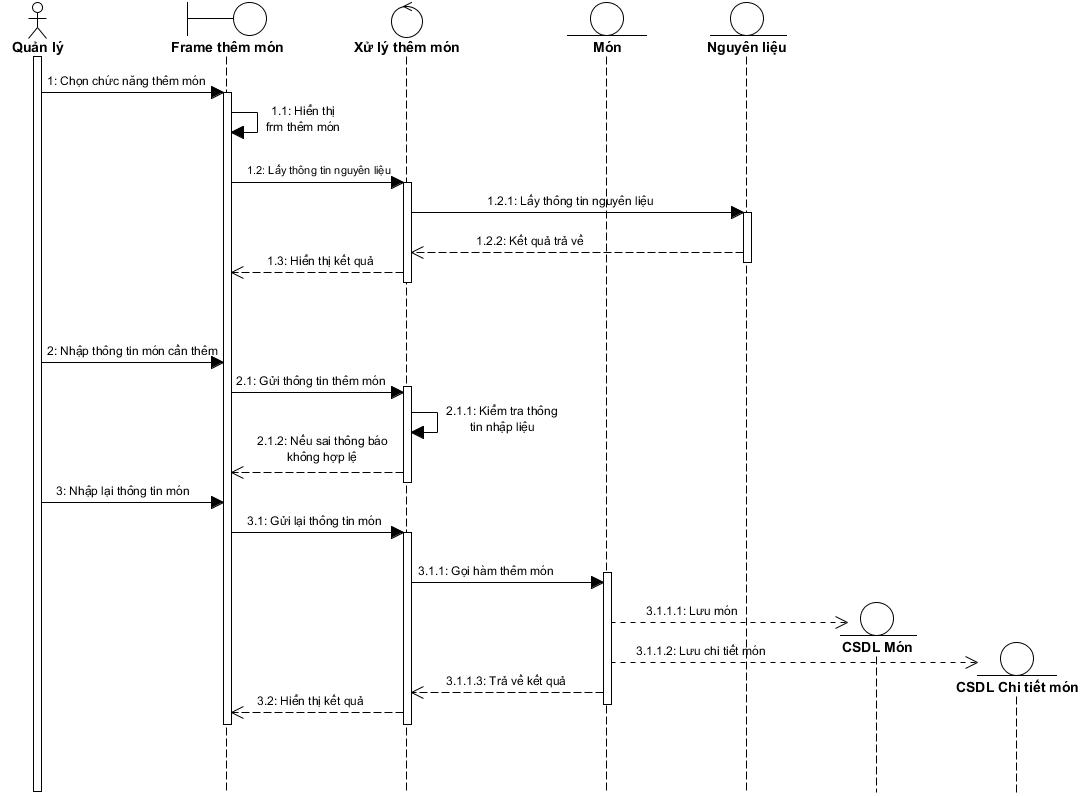 Quản lý
Frame thêm món
Xử lý thêm món
Món
Nguyên liệu
1: Chọn chức năng thêm món
1.1: Hiển thị
frm thêm món
1.2: Lấy thông tin nguyên liệu
1.2.1: Lấy thông tin nguyên liệu
1.2.2: Kết quả trả về
1.3: Hiển thị kết quả
2: Nhập thông tin món cần thêm
2.1: Gửi thông tin thêm món
2.1.1: Kiểm tra thông
tin nhập liệu
2.1.2: Nếu sai thông báo
không hợp lệ
3: Nhập lại thông tin món
3.1: Gửi lại thông tin món
3.1.1: Gọi hàm thêm món
3.1.1.1: Lưu món
CSDL Món
3.1.1.2: Lưu chi tiết món
CSDL Chi tiết món
3.1.1.3: Trả về kết quả
3.2: Hiển thị kết quả